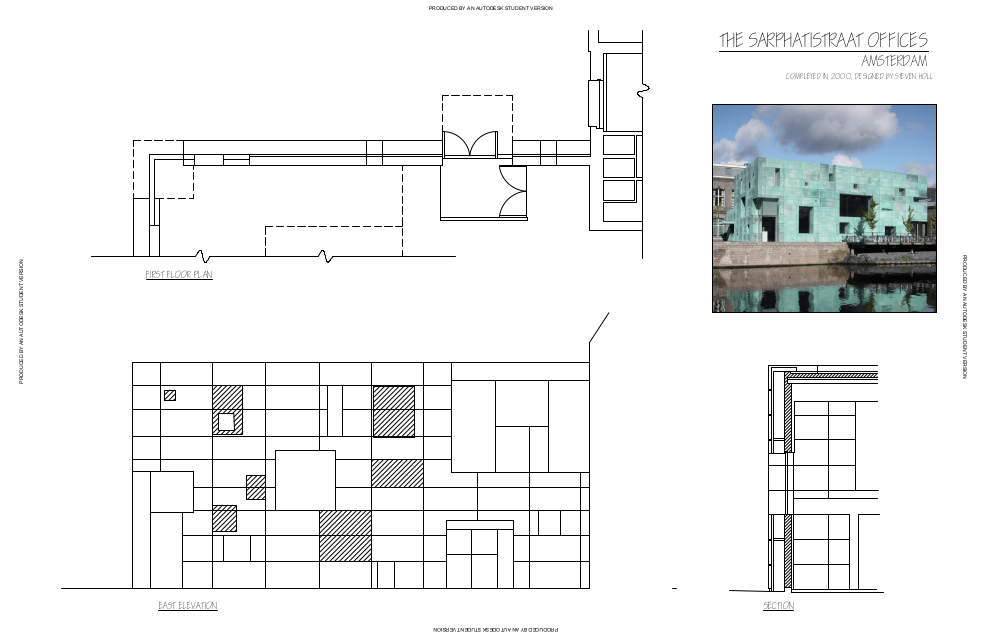 PRODUCED BY AN AUTODESK STUDENT VERSION
THE SARPHATISTRAAT OFFICES
AMSTERDAM
COMPLETED IN 2000, DESIGNED BY STEVEN HOLL
FIRST FLOOR PLAN
PRODUCED BY AN AUTODESK STUDENT VERSION
PRODUCED BY AN AUTODESK STUDENT VERSION
EAST ELEVATION
SECTION
PRODUCED BY AN AUTODESK STUDENT VERSION